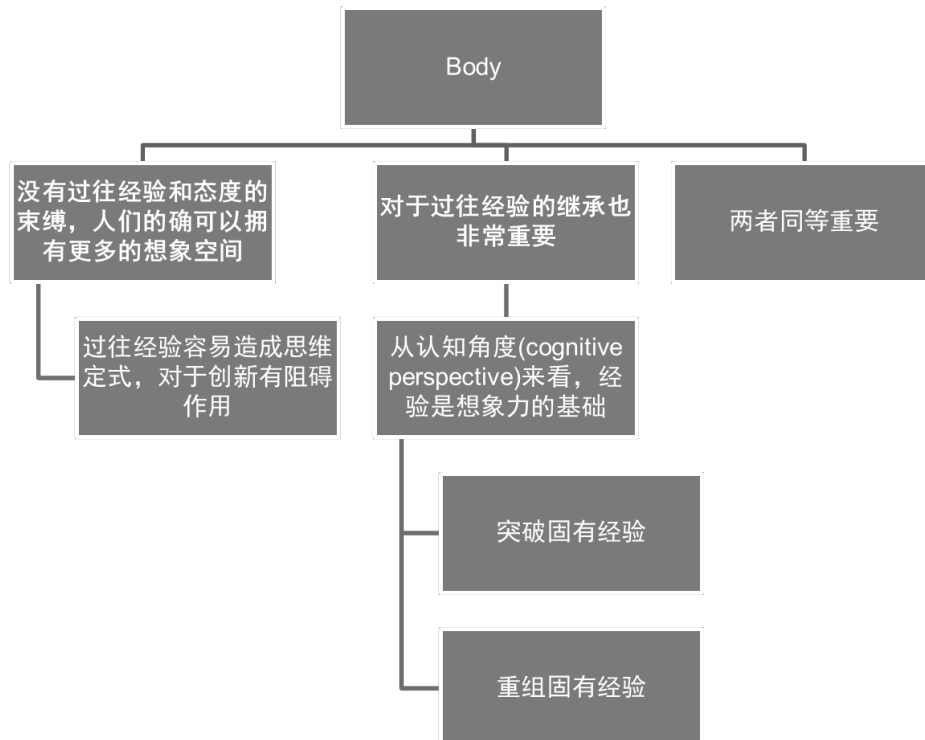 Body
没有过往经验和态度的
束缚，人们的确可以拥
有更多的想象空间
对于过往经验的继承也
非常重要
两者同等重要
过往经验容易造成思维
定式，对于创新有阻碍
作用
从认知角度(cognitive
perspective)来看，经
验是想象力的基础
突破固有经验
重组固有经验